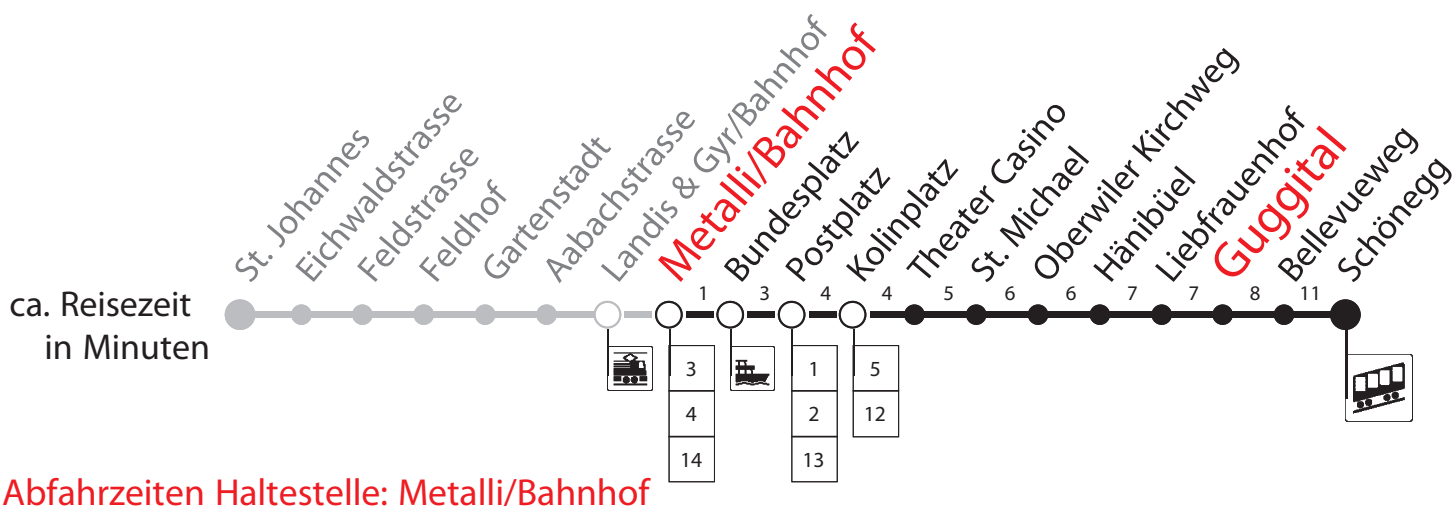 St. Johannes
Eichwaldstrasse
Feldstrasse
Feldhof
Gartenstadt
Aabachstrasse
Landis & Gyr/Bahnhof
Metalli/Bahnhof
Bundesplatz
Postplatz
Kolinplatz
Theater Casino
St. Michael
Oberwiler Kirchweg
Hänibüel
Liebfrauenhof
Guggital
Bellevueweg
Schönegg
ca. Reisezeit
in Minuten
1 3 4 4 5 6 6 7 7 8 11
3 1 5
4 2 12
14 13
Abfahrzeiten Haltestelle: Metalli/Bahnhof